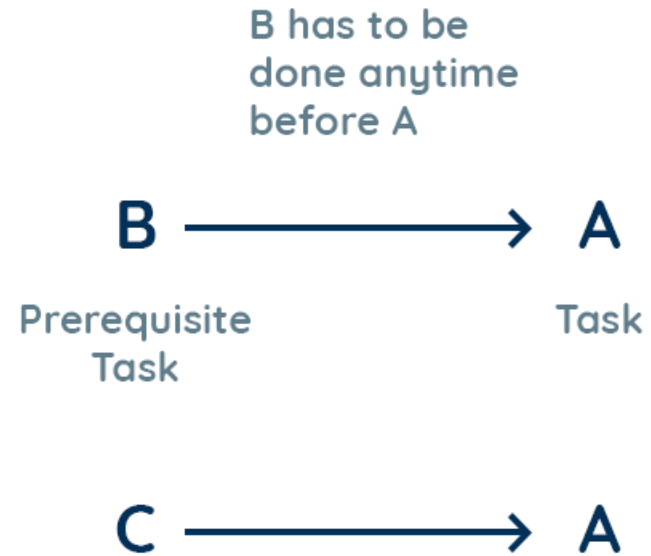 B has to be
done anytime
before A
B A
Prerequisite Task
Task
C A